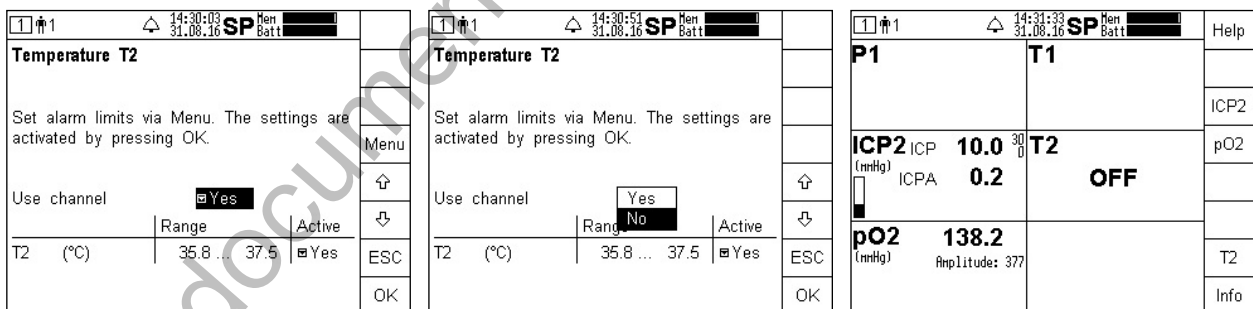 1 1 14:30:03 31.08.16 SP Mem Batt
Temperature T2
Set alarm limits via Menu. The settings are
activated by pressing OK.
Use channel Yes
Range Active
T2 (°C) 35.8 ... 37.5 Yes
Menu
ESC
OK
1 1 14:30:51 31.08.16 SP Mem Batt
Temperature T2
Set alarm limits via Menu. The settings are
activated by pressing OK.
Use channel Yes
No
Range Active
T2 (°C) 35.8 ... 37.5 Yes
ESC
OK
1 1 14:31:33 31.08.16 SP Mem Batt
P1 T1
ICP2 ICP 10.0 30 0
(mmHg) ICPA 0.2
T2
OFF
pO2 138.2
(mmHg) Amplitude: 377
Help
ICP2
pO2
T2
Info
document